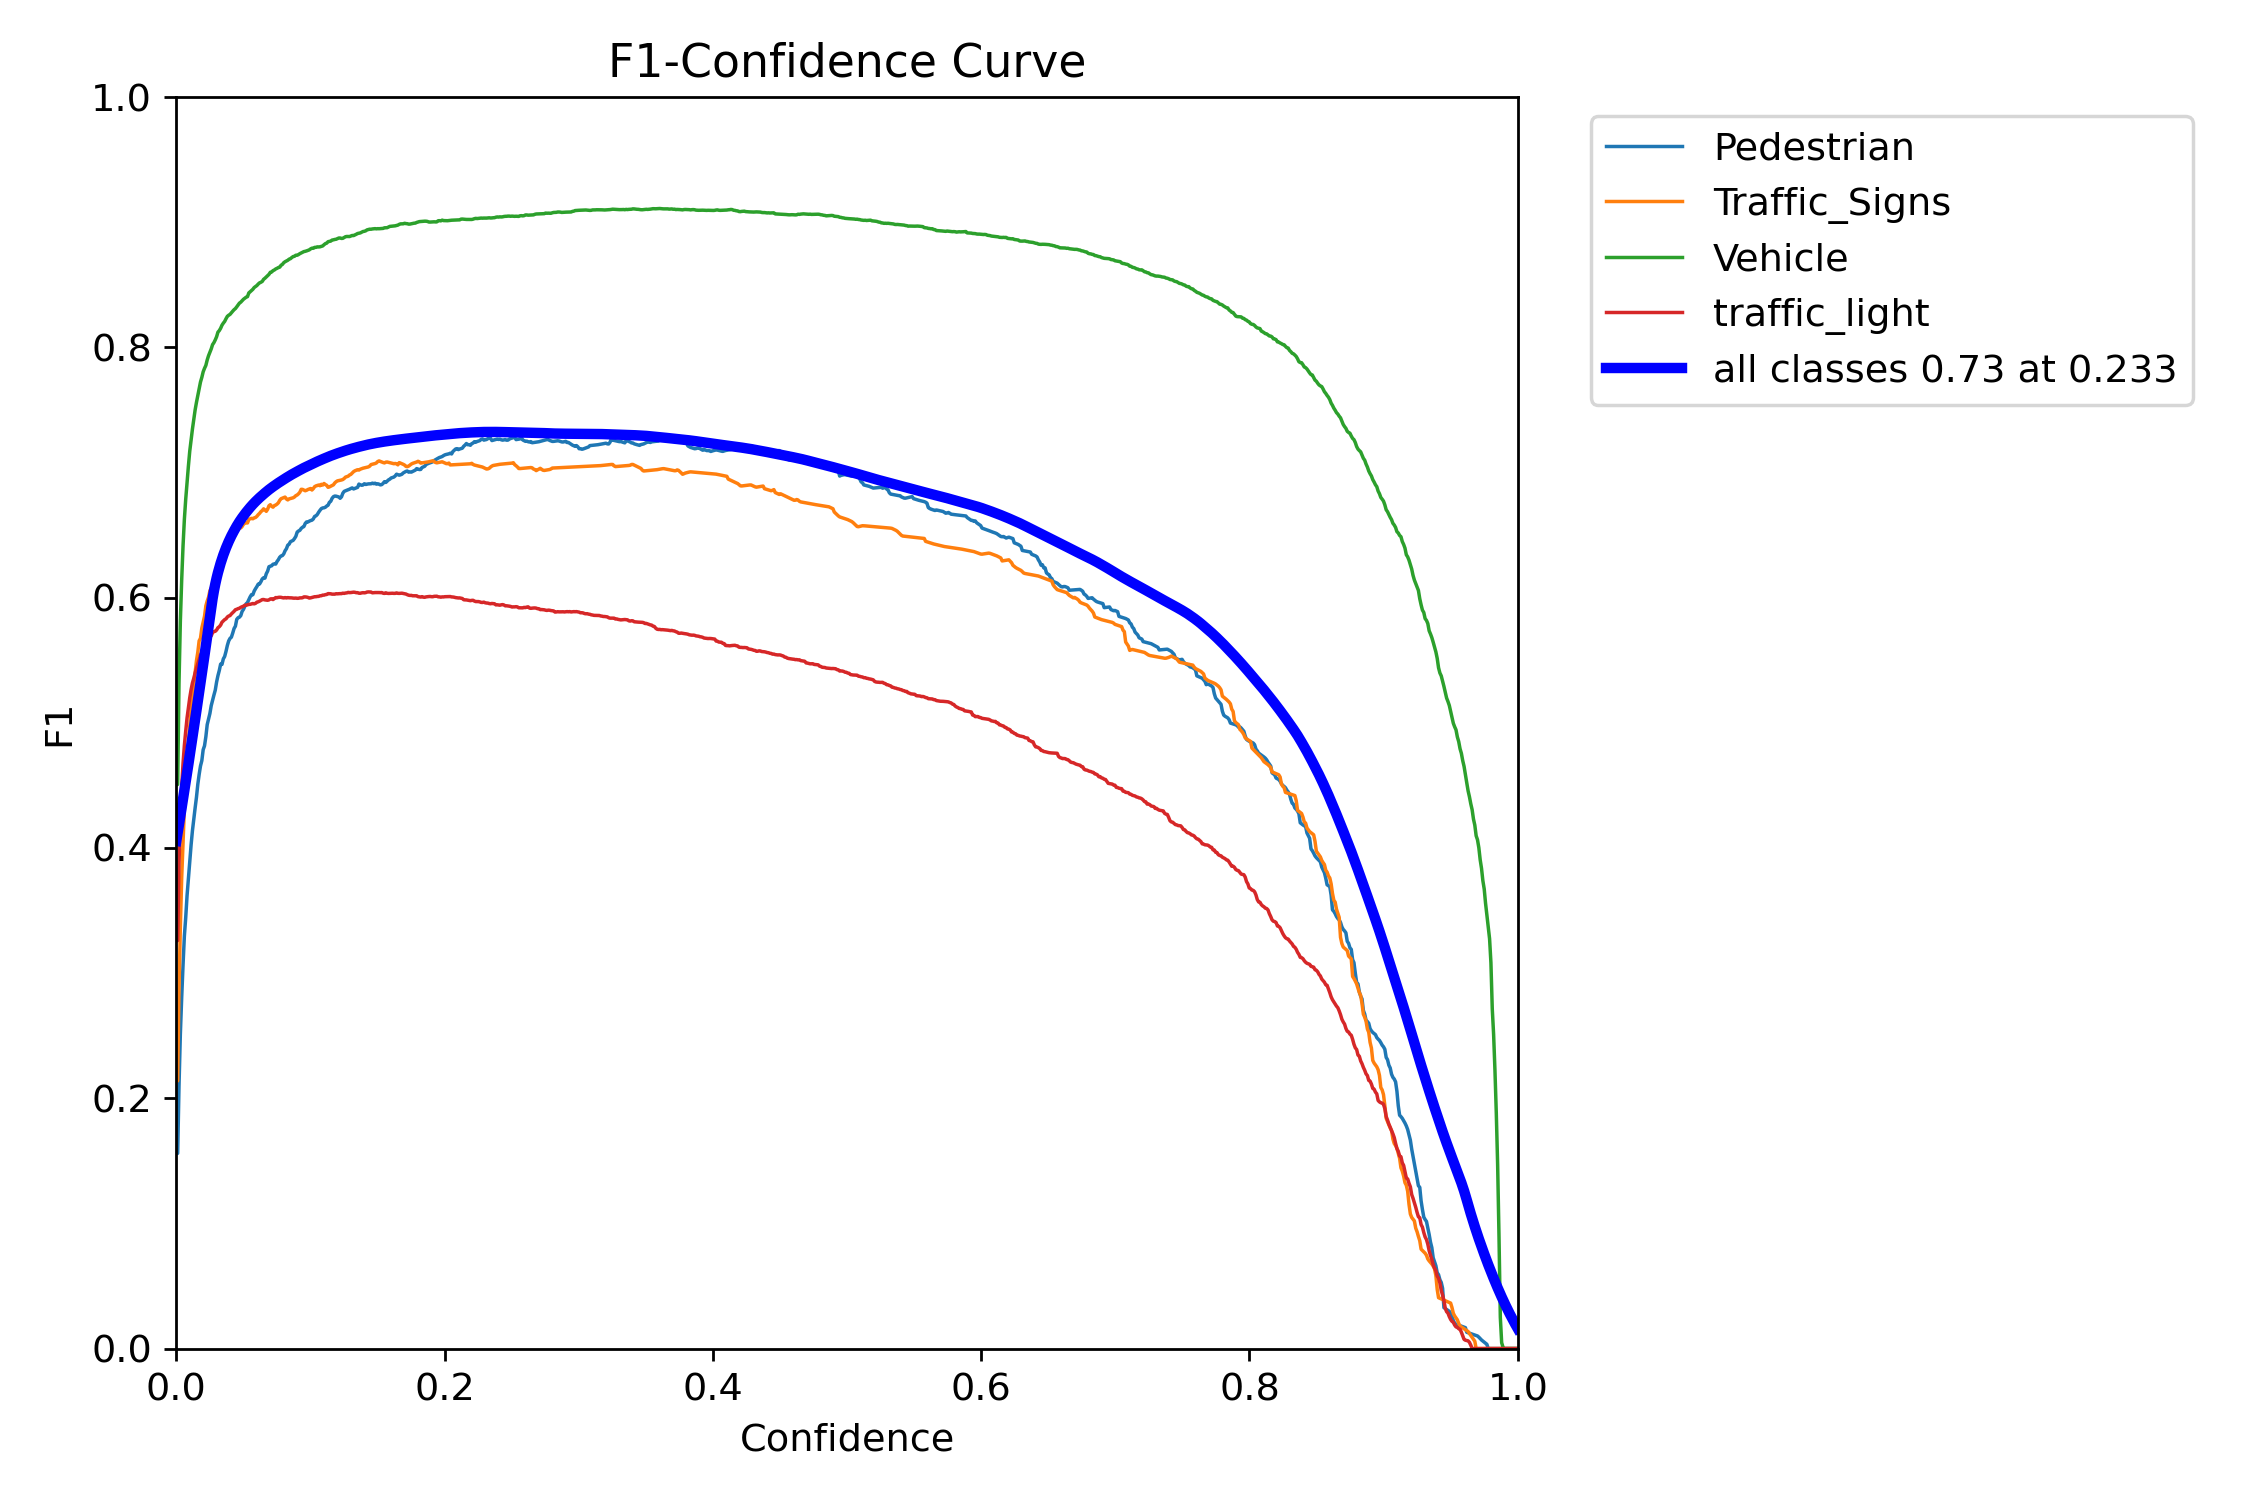 F1-Confidence Curve
1.0
0.8
0.6
0.4
0.2
0.0
F1
0.0 0.2 0.4 0.6 0.8 1.0
Confidence
Pedestrian
Traffic_Signs
Vehicle
traffic_light
all classes 0.73 at 0.233